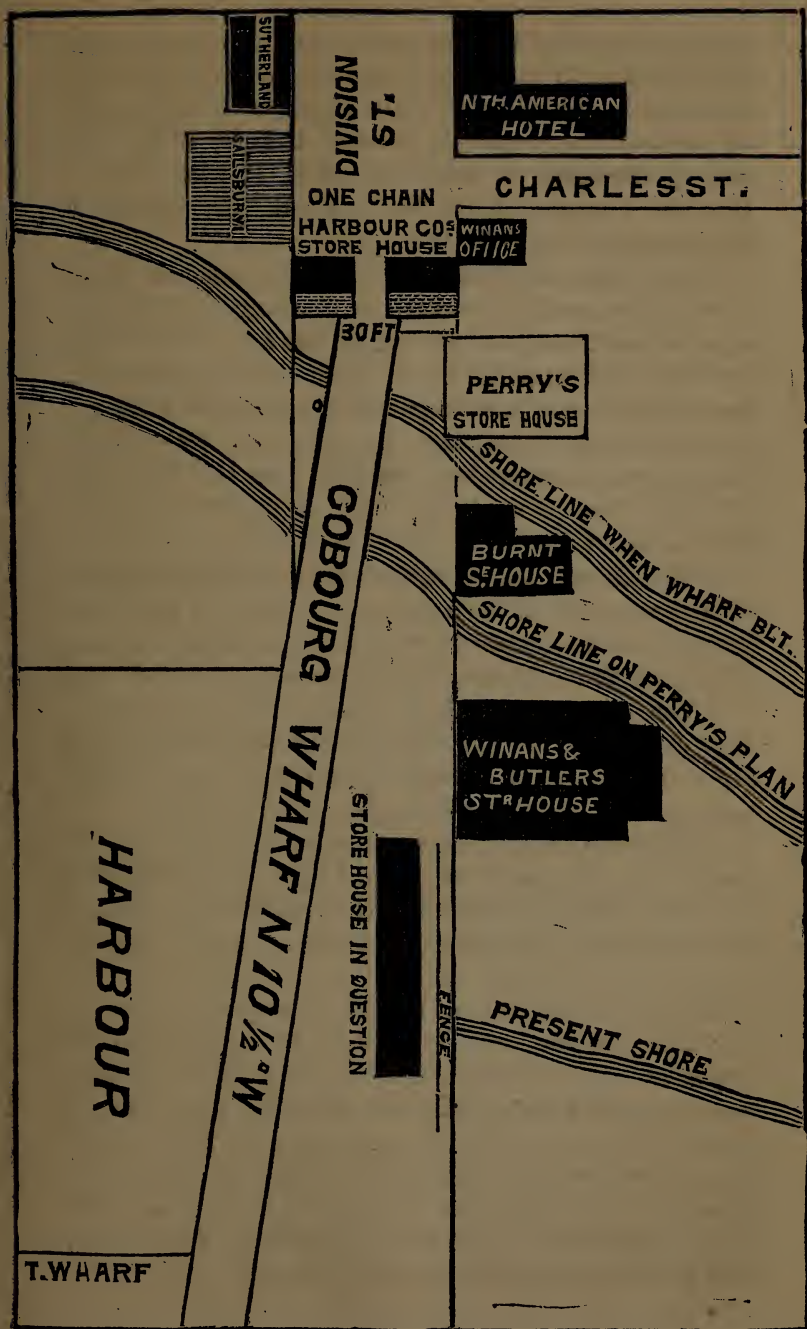 SUTHERLAND
DIVISION
ST.
NTH. AMERICAN
HOTEL
SAILSBURY
CHARLES ST.
ONE CHAIN
HARBOUR COS
STORE HOUSE
WINANS
OFFICE
30 FT
PERRY'S
STORE HOUSE
SHORE LINE WHEN WHARF BLT.
BURNT
SE. HOUSE
SHORE LINE ON PERRY'S PLAN
COBOURG WHARF N 10 ½° W
WINANS &
BUTLERS
STR HOUSE
STORE HOUSE IN QUESTION
HARBOUR
FENCE
PRESENT SHORE
T. WHARF